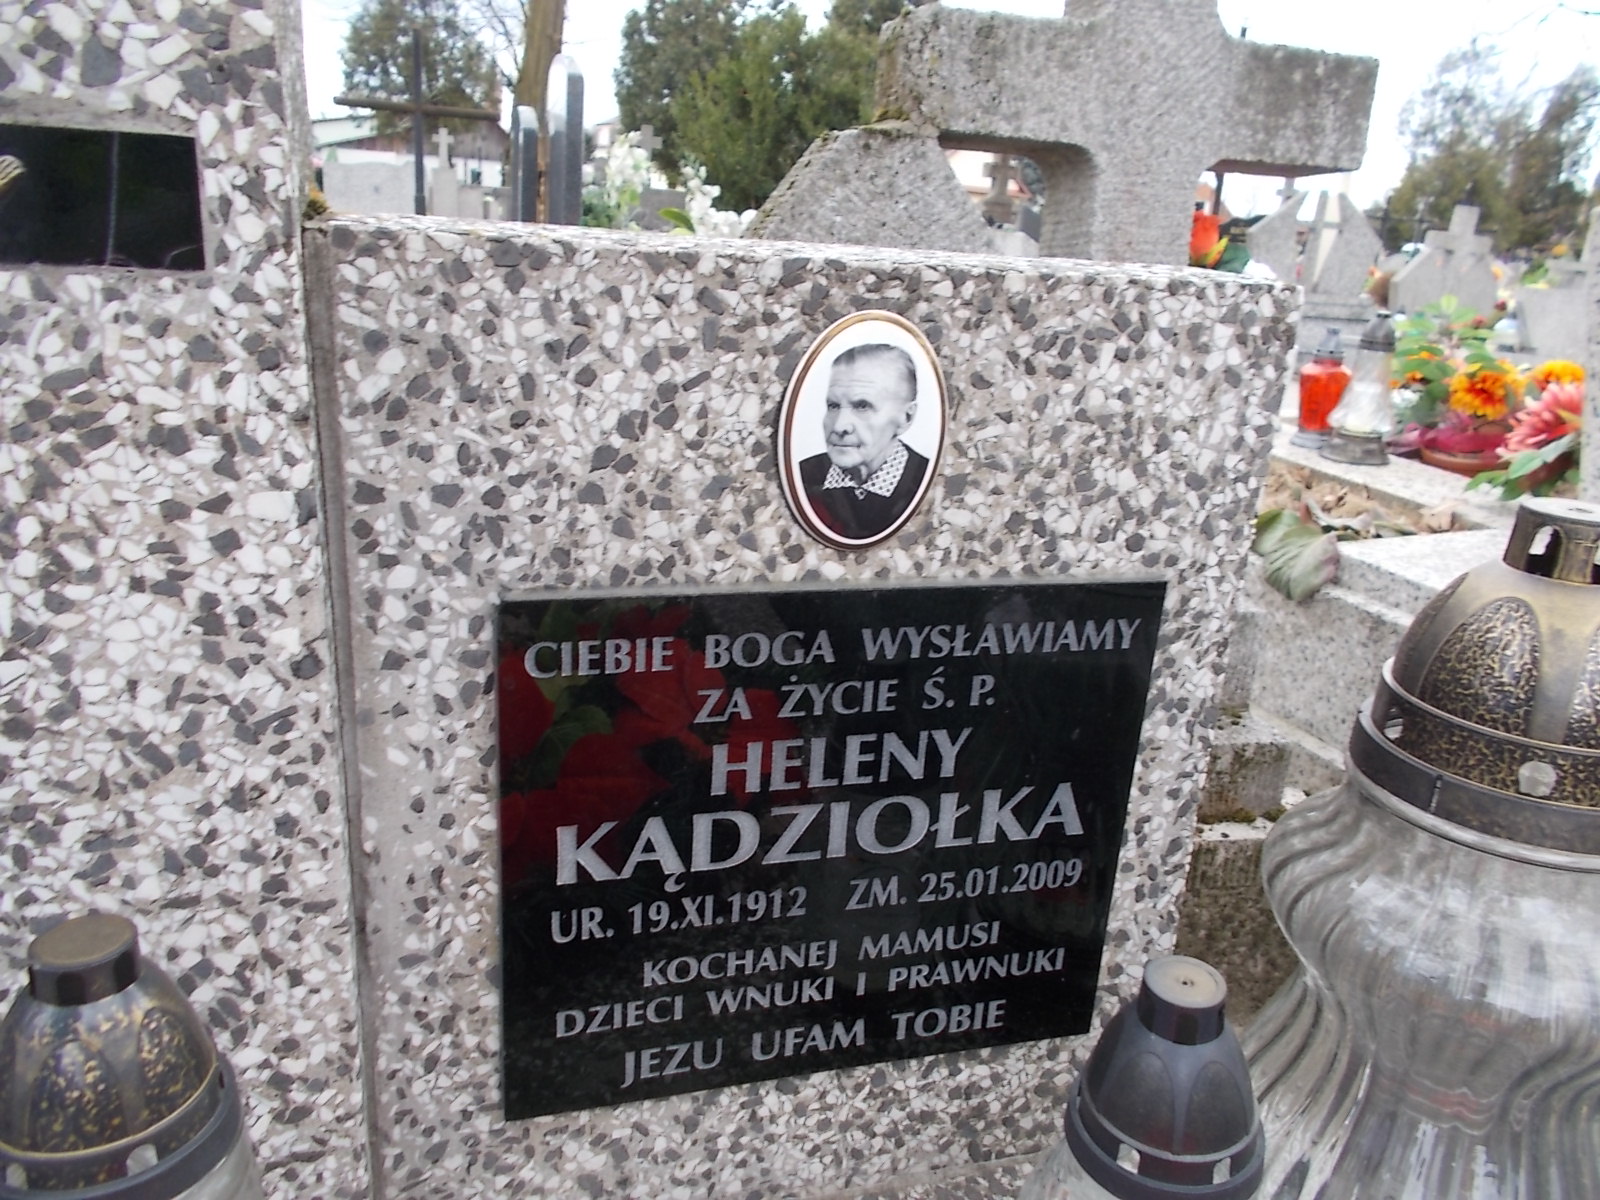 CIEBIE BOGA WYSŁAWIAMY
ZA ŻYCIE Ś. P.
HELENY
KĄDZIOŁKA
UR. 19.XI.1912 ZM. 25.01.2009
KOCHANEJ MAMUSI
DZIECI WNUKI I PRAWNUKI
JEZU UFAM TOBIE